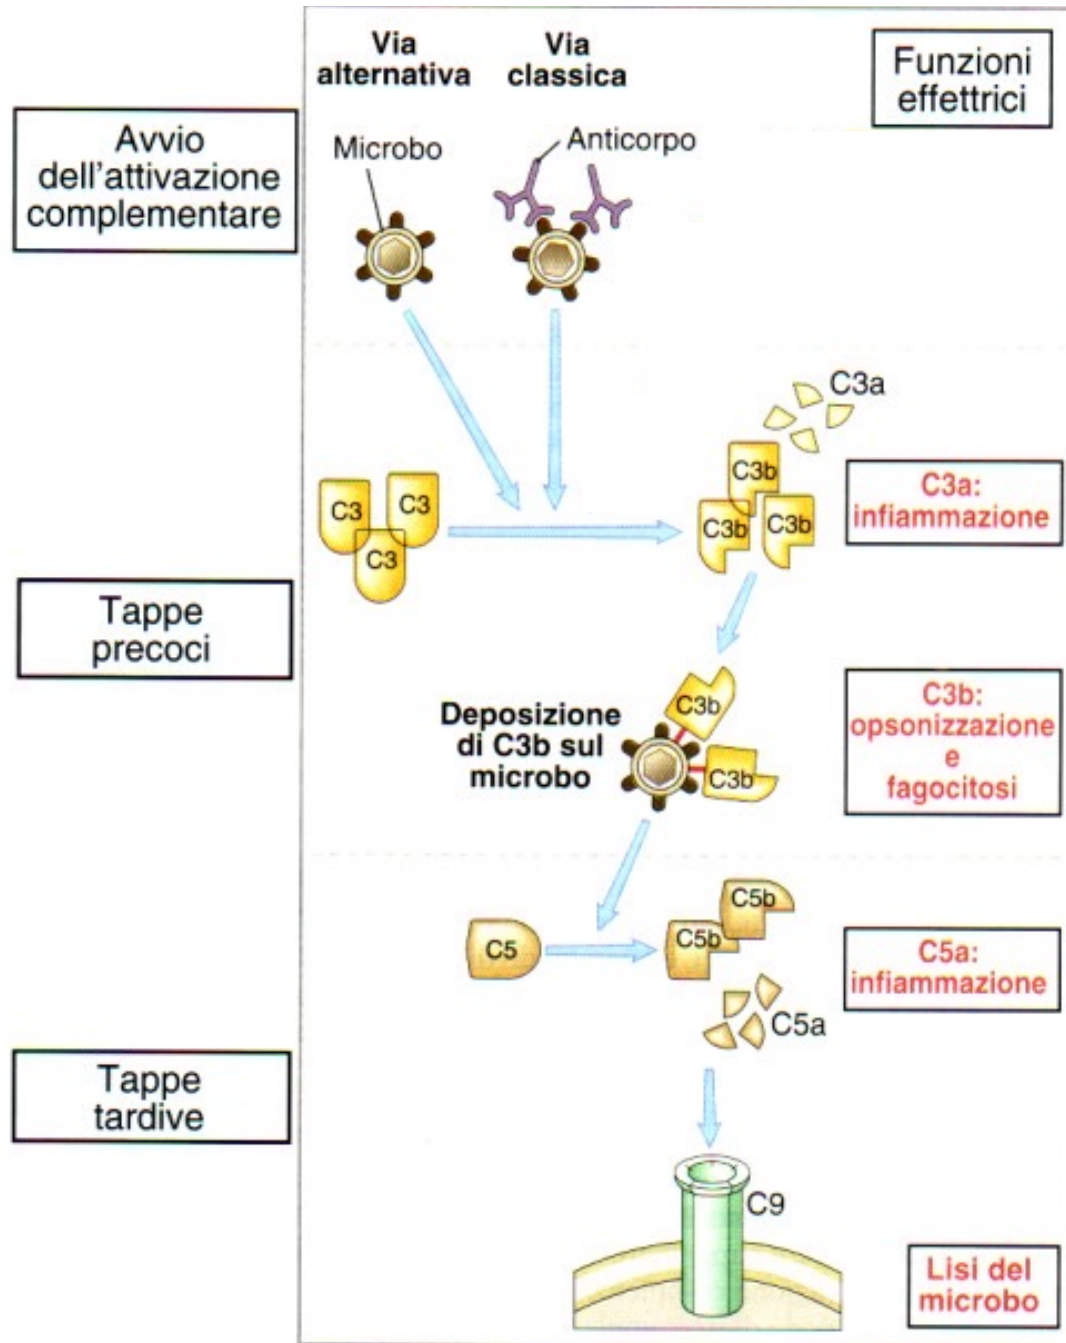 Via
alternativa
Via
classica
Funzioni
effettrici
Avvio
dell'attivazione
complementare
Microbo
Anticorpo
C3a
C3b
C3b
C3b
C3
C3
C3
C3a:
infiammazione
Tappe
precoci
Deposizione
di C3b sul
microbo
C3b
C3b
C3b:
opsonizzazione
e
fagocitosi
C5
C5b
C5b
C5a
C5a:
infiammazione
Tappe
tardive
C9
Lisi del
microbo